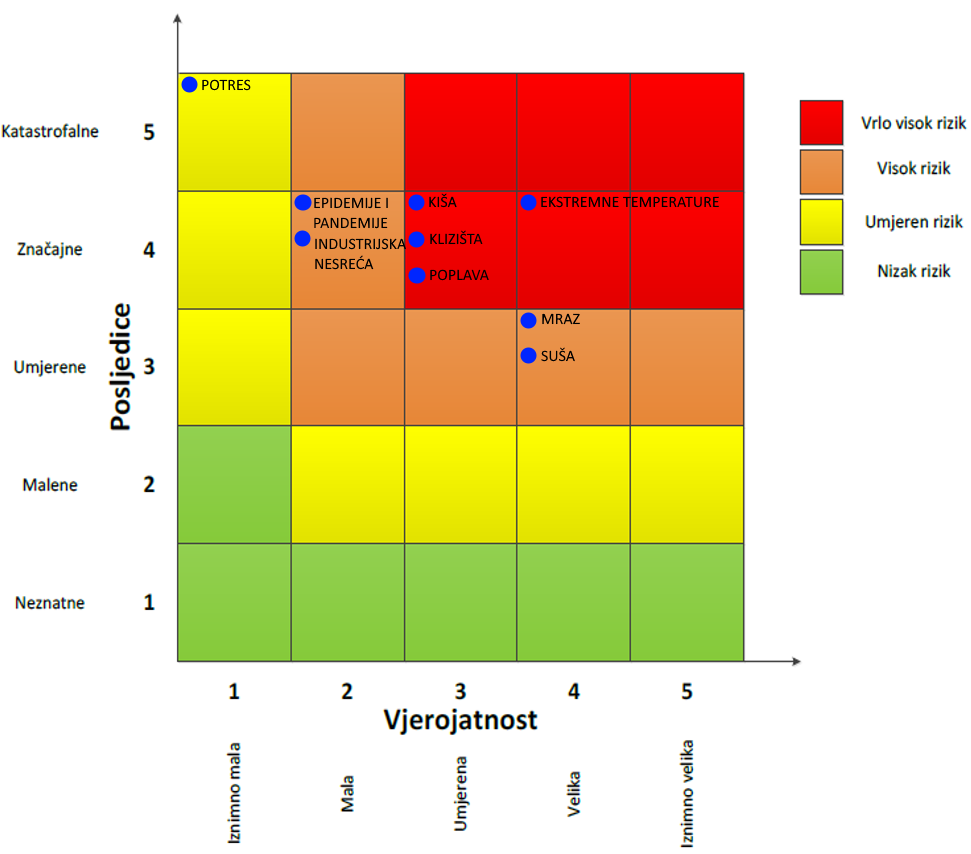 POTRES
Katastrofalne 5
Vrlo visok rizik
Visok rizik
Umjeren rizik
Nizak rizik
EPIDEMIJE I
PANDEMIJE
INDUSTRIJSKA
NESREĆA
KIŠA
KLIZIŠTA
POPLAVA
EKSTREMNE TEMPERATURE
Značajne 4
MRAZ
SUŠA
Umjerene 3
Posljedice
Malene 2
Neznatne 1
1 2 3 4 5
Vjerojatnost
Iznimno mala
Mala
Umjerena
Velika
Iznimno velika